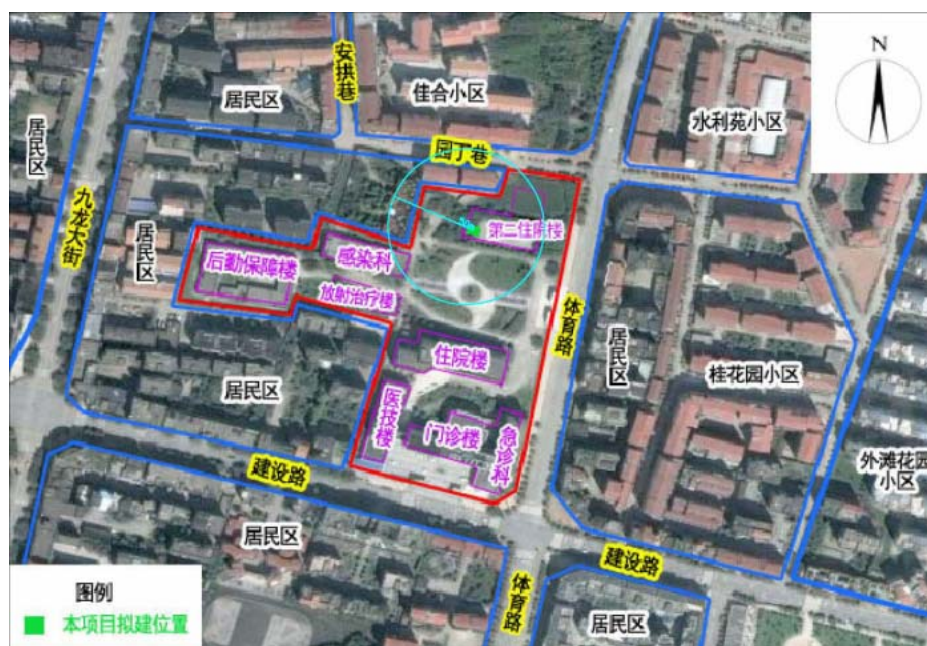 N
安拱巷
居民区
佳合小区
水利苑小区
居民区
园丁巷
九龙大街
居民区
第二住院楼
后勤保障楼
感染科
放射治疗楼
体育路
住院楼
居民区
桂花园小区
居民区
医技楼
门诊楼
急诊科
建设路
外滩花园
小区
居民区
建设路
体育路
居民区
图例
本项目拟建位置